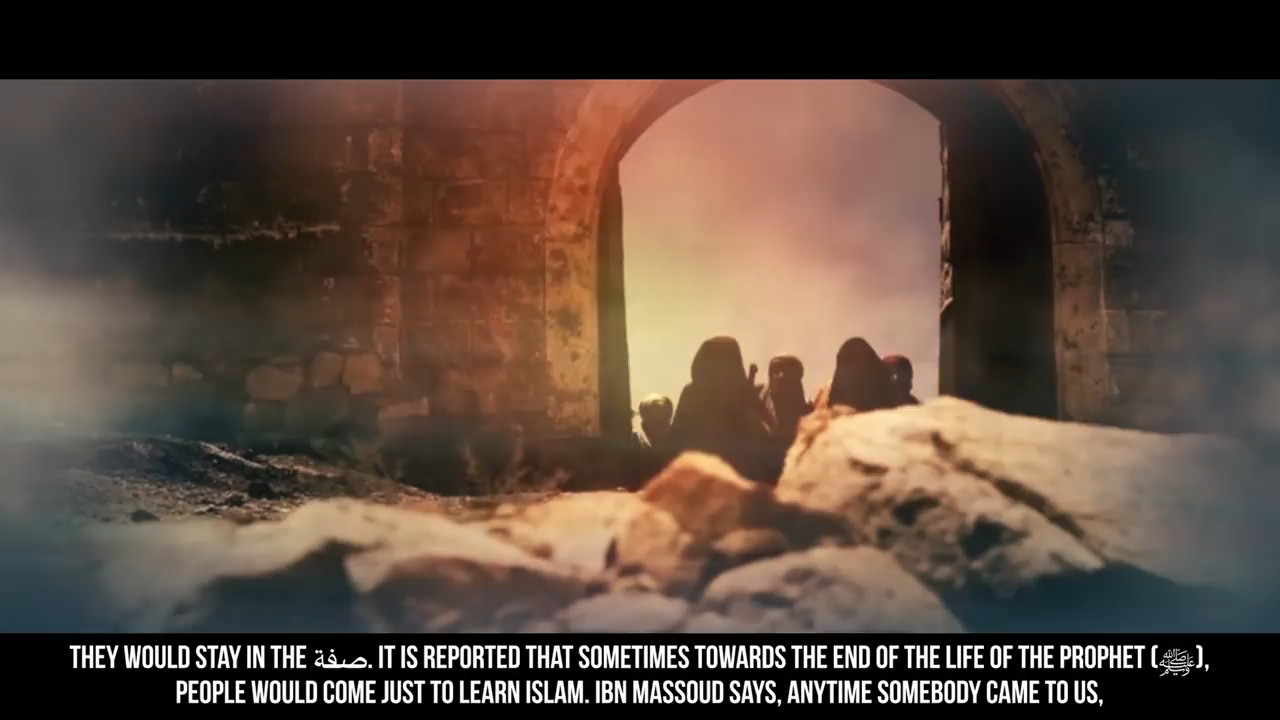 THEY WOULD STAY IN THE صفة. IT IS REPORTED THAT SOMETIMES TOWARDS THE END OF THE LIFE OF THE PROPHET (ﷺ),
PEOPLE WOULD COME JUST TO LEARN ISLAM. IBN MASSOUD SAYS, ANYTIME SOMEBODY CAME TO US,